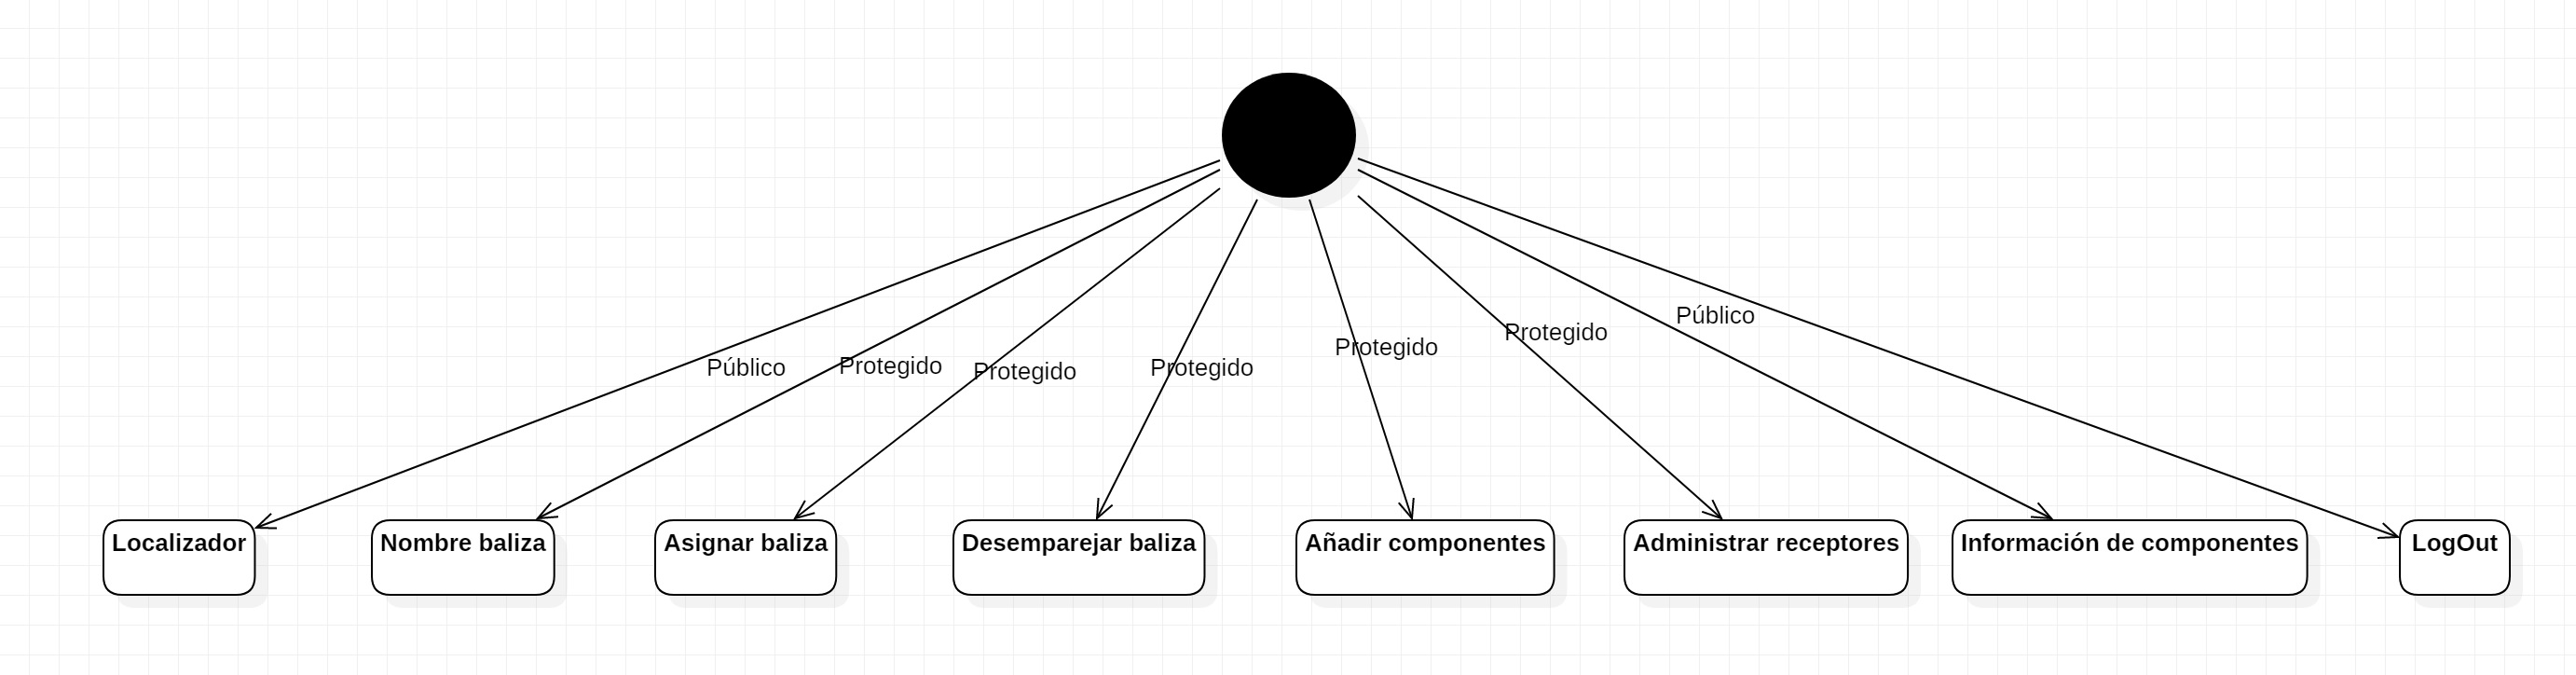 Público
Protegido
Protegido
Protegido
Protegido
Protegido
Público
Localizador
Nombre baliza
Asignar baliza
Desemparejar baliza
Añadir componentes
Administrar receptores
Información de componentes
LogOut